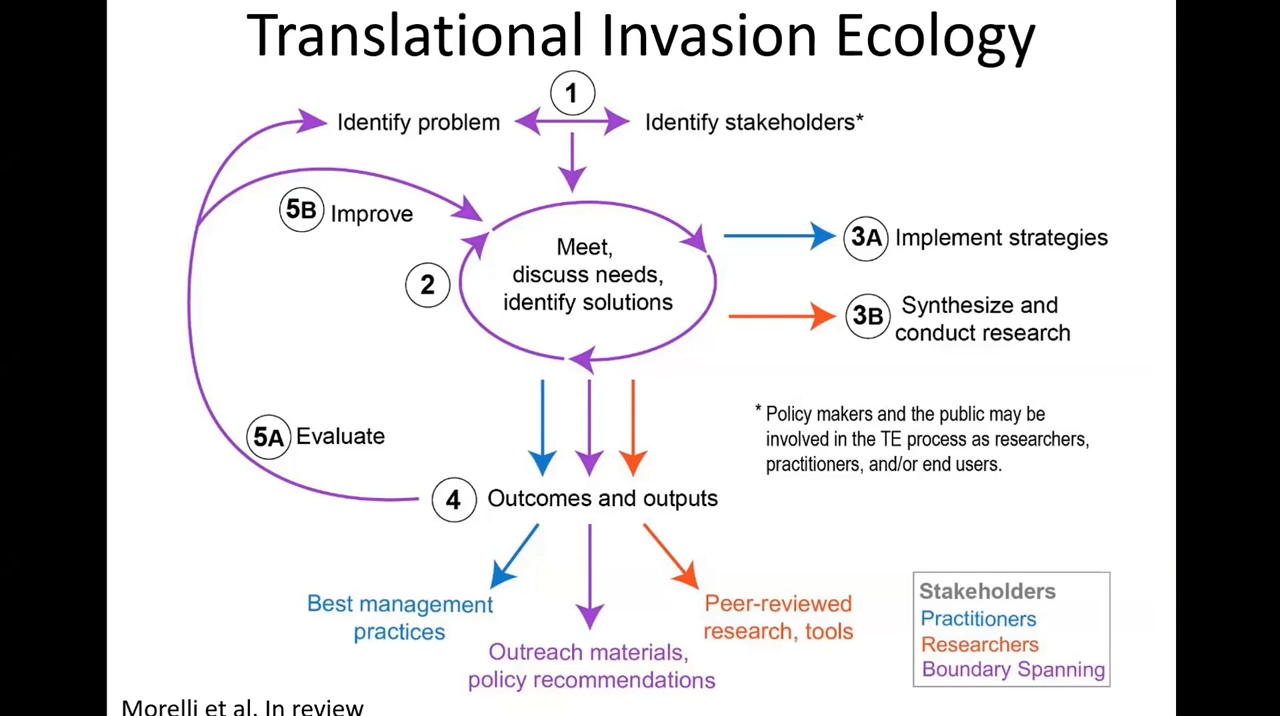 Translational Invasion Ecology
1
Identify problem
Identify stakeholders*
5B Improve
2
Meet,
discuss needs,
identify solutions
3A Implement strategies
3B Synthesize and
conduct research
5A Evaluate
* Policy makers and the public may be
involved in the TE process as researchers,
practitioners, and/or end users.
4 Outcomes and outputs
Best management
practices
Outreach materials,
policy recommendations
Peer-reviewed
research, tools
Stakeholders
Practitioners
Researchers
Boundary Spanning
Morelli et al. In review